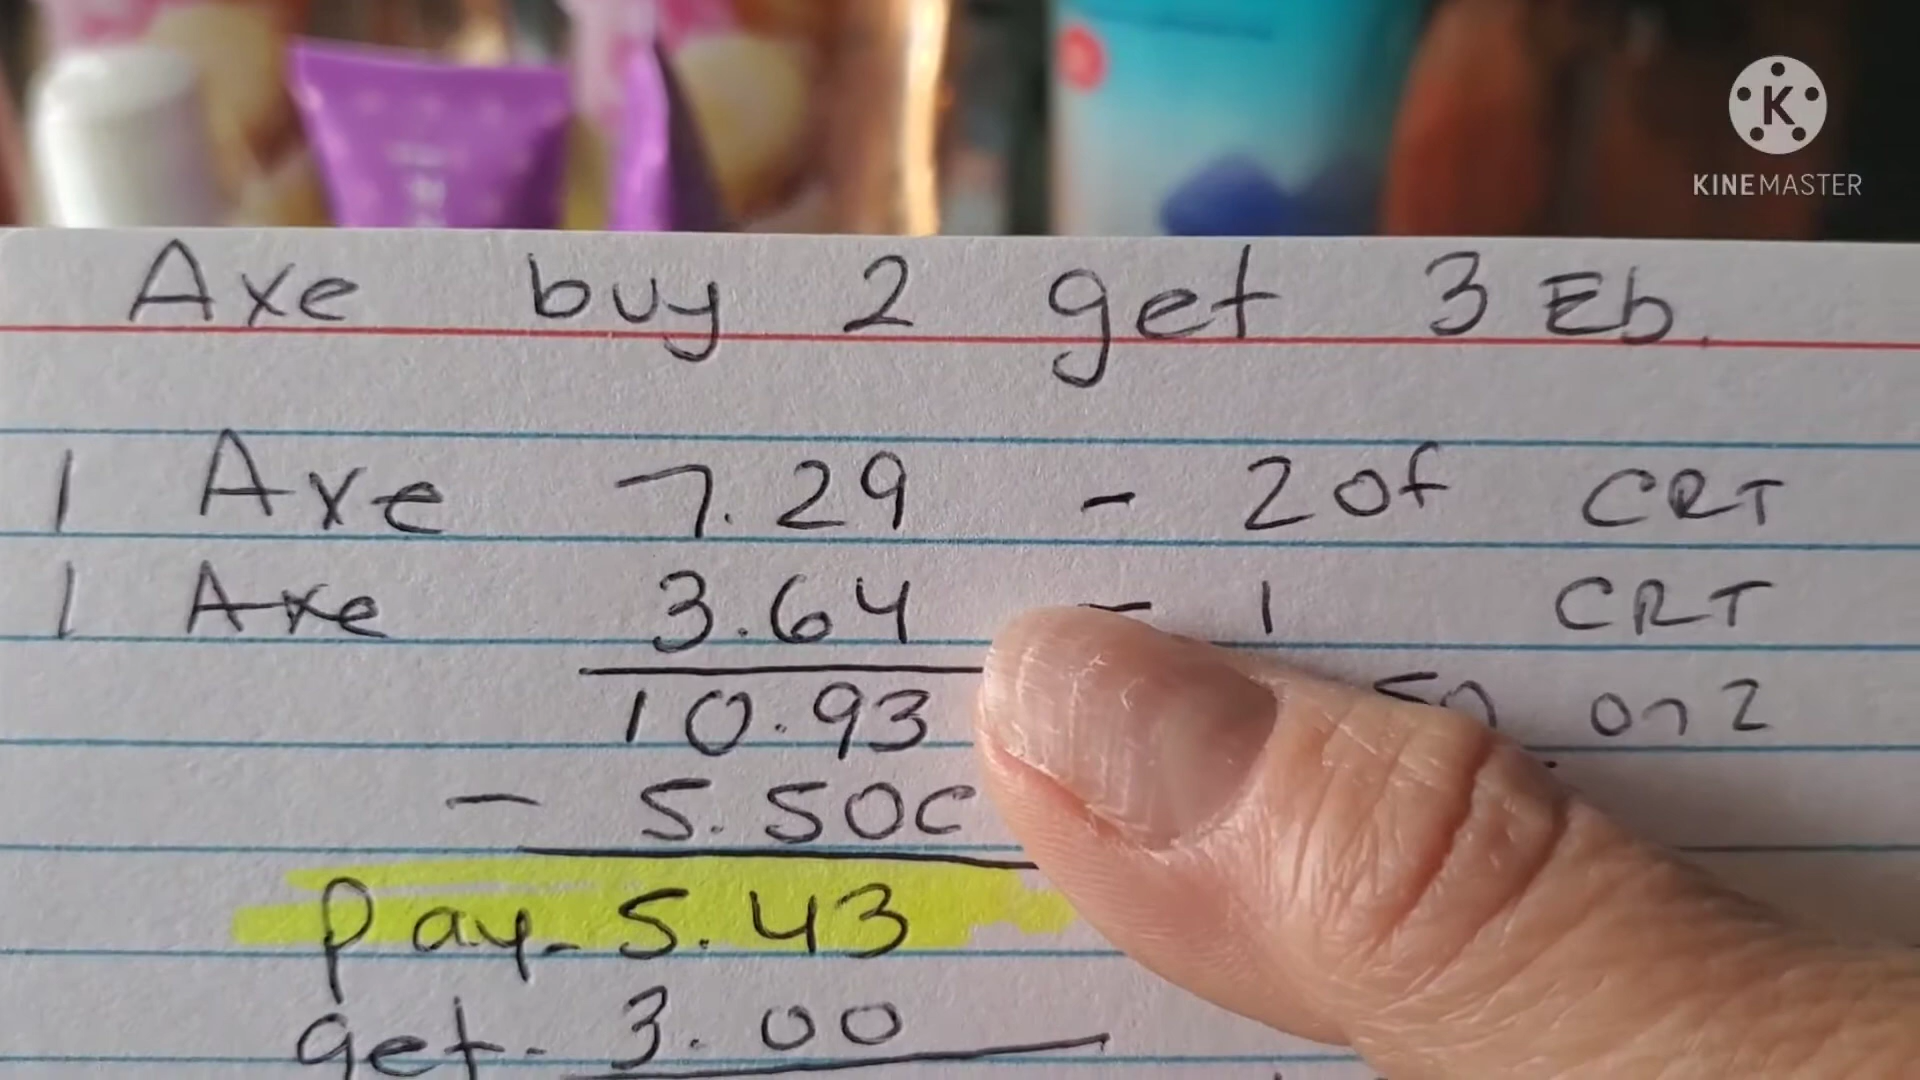 KINEMASTER
Axe buy 2 get 3 Eb.
1 Axe 7.29 - 2 of CRT
1 Axe 3.64 - 1 CRT
10.93 on 2
- 5.50c
Pay - 5.43
get - 3.00